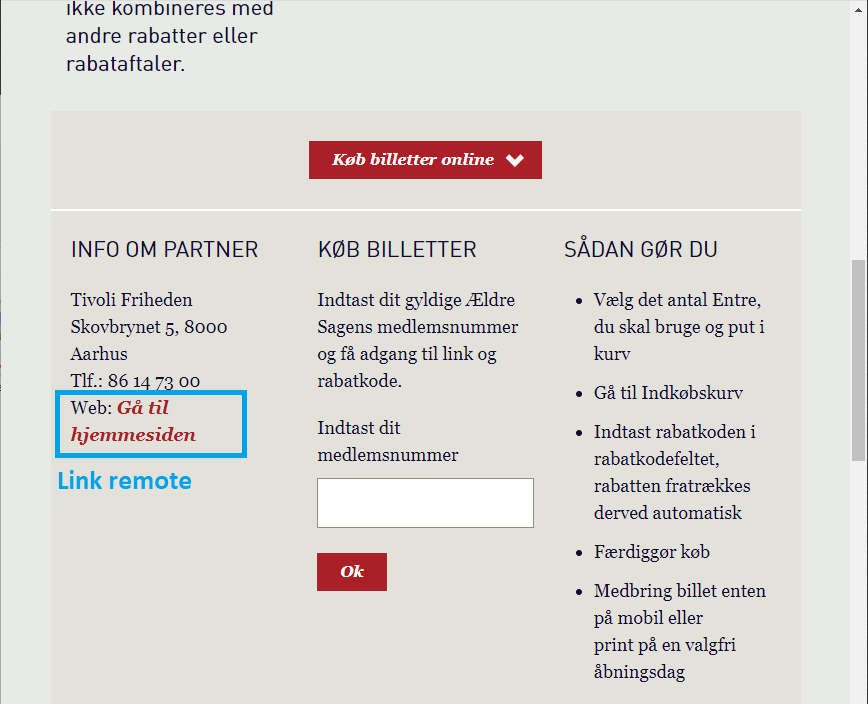 ikke kombineres med
andre rabatter eller
rabataftaler.
Køb billetter online
INFO OM PARTNER
Tivoli Friheden
Skovbrynet 5, 8000
Aarhus
Tlf.: 86 14 73 00
Web: Gå til
hjemmesiden
Link remote
KØB BILLETTER
Indtast dit gyldige Ældre
Sagens medlemsnummer
og få adgang til link og
rabatkode.
Indtast dit
medlemsnummer
Ok
SÅDAN GØR DU
• Vælg det antal Entre,
du skal bruge og put i
kurv
• Gå til Indkøbskurv
• Indtast rabatkoden i
rabatkodefeltet,
rabatten fratrækkes
derved automatisk
• Færdiggør køb
• Medbring billet enten
på mobil eller
print på en valgfri
åbningsdag